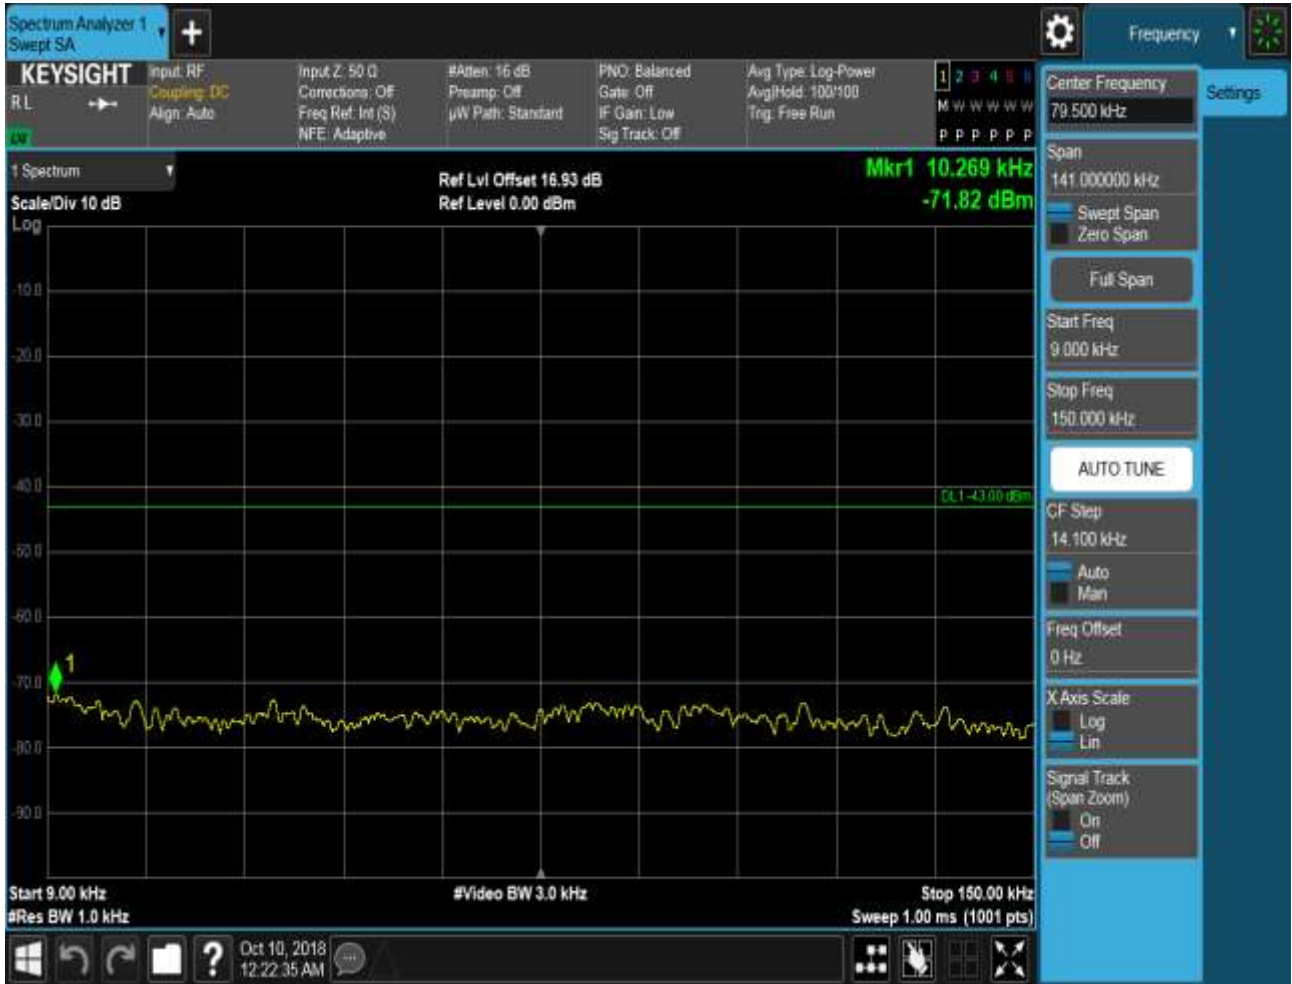 Spectrum Analyzer 1
Swept SA
+
Frequency
KEYSIGHT
R L
Input: RF
Coupling: DC
Align: Auto
Input Z: 50 Ω
Corrections: Off
Freq Ref: Int (S)
NFE: Adaptive
#Atten: 16 dB
Preamp: Off
µW Path: Standard
PNO: Balanced
Gate: Off
IF Gain: Low
Sig Track: Off
Avg Type: Log-Power
Avg|Hold: 100/100
Trig: Free Run
1 2 3 4 5 6
M W W W W W
P P P P P P
1 Spectrum
Scale/Div 10 dB
Log
Ref Lvl Offset 16.93 dB
Ref Level 0.00 dBm
Mkr1 10.269 kHz
-71.82 dBm
-10.0
-20.0
-30.0
-40.0
DL1 -43.00 dBm
-50.0
-60.0
1
-70.0
-80.0
-90.0
Start 9.00 kHz
#Res BW 1.0 kHz
#Video BW 3.0 kHz
Stop 150.00 kHz
Sweep 1.00 ms (1001 pts)
Center Frequency
79.500 kHz
Settings
Span
141.000000 kHz
Swept Span
Zero Span
Full Span
Start Freq
9.000 kHz
Stop Freq
150.000 kHz
AUTO TUNE
CF Step
14.100 kHz
Auto
Man
Freq Offset
0 Hz
X Axis Scale
Log
Lin
Signal Track
(Span Zoom)
On
Off
?
Oct 10, 2018
12:22:35 AM